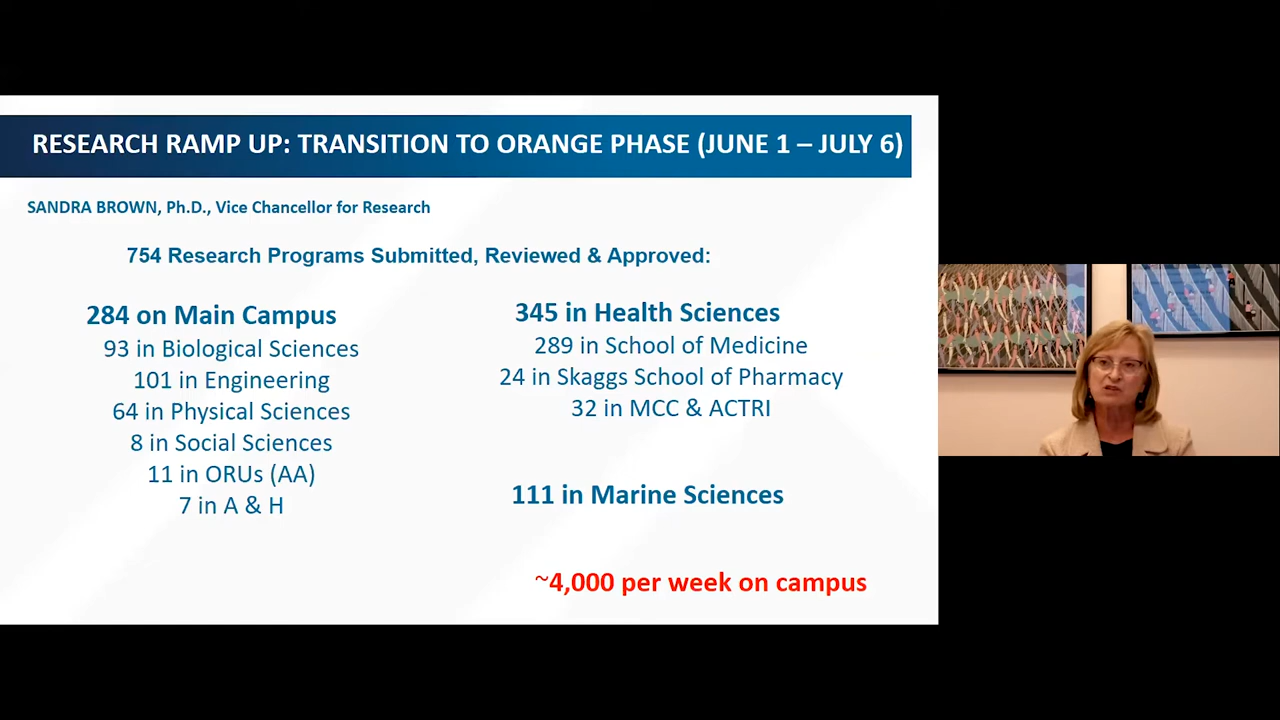 RESEARCH RAMP UP: TRANSITION TO ORANGE PHASE (JUNE 1 – JULY 6)
SANDRA BROWN, Ph.D., Vice Chancellor for Research
754 Research Programs Submitted, Reviewed & Approved:
284 on Main Campus
93 in Biological Sciences
101 in Engineering
64 in Physical Sciences
8 in Social Sciences
11 in ORUs (AA)
7 in A & H
345 in Health Sciences
289 in School of Medicine
24 in Skaggs School of Pharmacy
32 in MCC & ACTRI
111 in Marine Sciences
~4,000 per week on campus